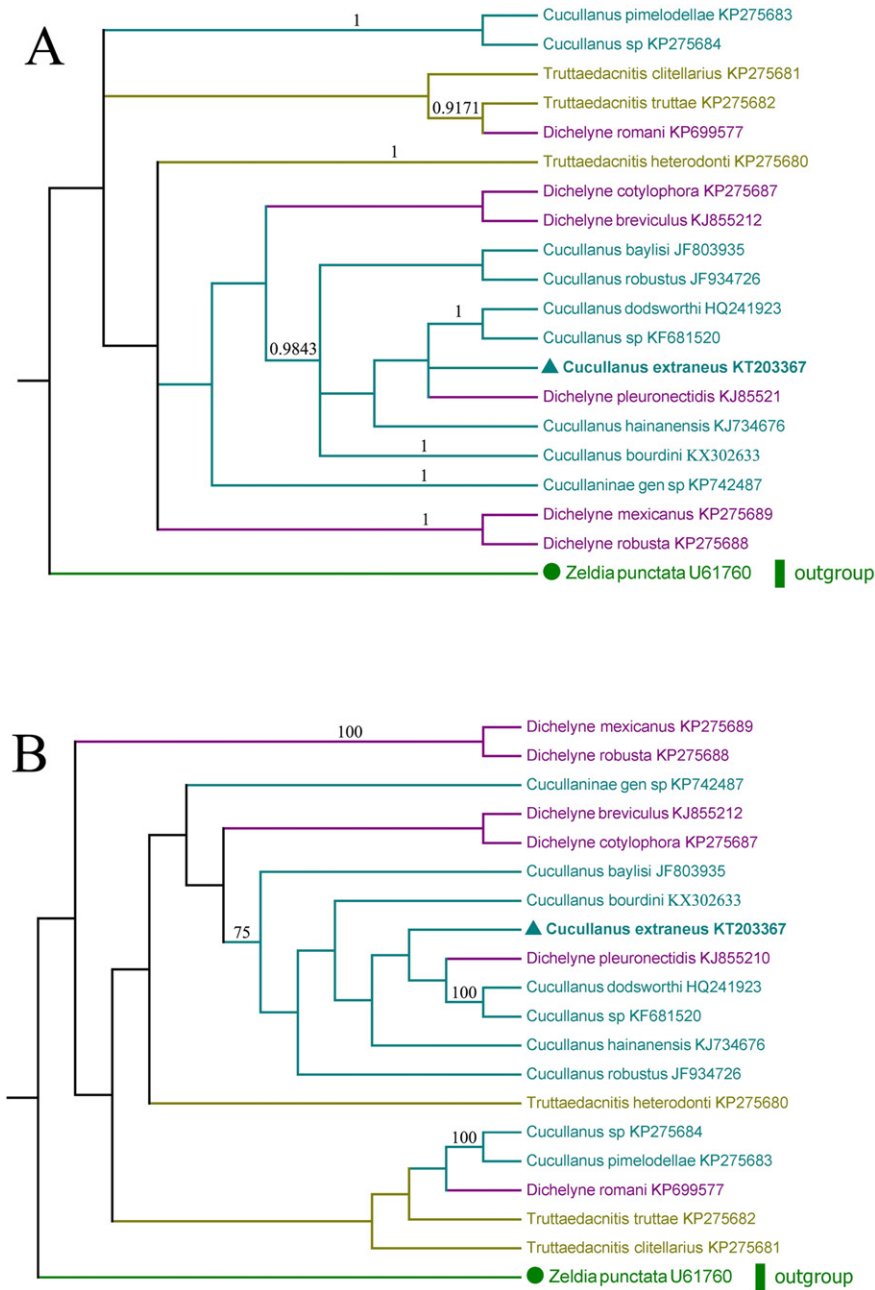 A
1
Cucullanus pimelodellae KP275683
Cucullanus sp KP275684
Truttaedacnitis clitellarius KP275681
0.9171
Truttaedacnitis truttae KP275682
Dichelyne romani KP699577
1
Truttaedacnitis heterodonti KP275680
Dichelyne cotylophora KP275687
Dichelyne breviculus KJ855212
Cucullanus baylisi JF803935
Cucullanus robustus JF934726
1
Cucullanus dodsworthi HQ241923
Cucullanus sp KF681520
0.9843
Cucullanus extraneus KT203367
Dichelyne pleuronectidis KJ85521
Cucullanus hainanensis KJ734676
1
Cucullanus bourdini KX302633
1
Cucullaninae gen sp KP742487
1
Dichelyne mexicanus KP275689
Dichelyne robusta KP275688
Zeldia punctata U61760 outgroup
B
100
Dichelyne mexicanus KP275689
Dichelyne robusta KP275688
Cucullaninae gen sp KP742487
Dichelyne breviculus KJ855212
Dichelyne cotylophora KP275687
Cucullanus baylisi JF803935
Cucullanus bourdini KX302633
75
Cucullanus extraneus KT203367
Dichelyne pleuronectidis KJ855210
100
Cucullanus dodsworthi HQ241923
Cucullanus sp KF681520
Cucullanus hainanensis KJ734676
Cucullanus robustus JF934726
Truttaedacnitis heterodonti KP275680
100
Cucullanus sp KP275684
Cucullanus pimelodellae KP275683
Dichelyne romani KP699577
Truttaedacnitis truttae KP275682
Truttaedacnitis clitellarius KP275681
Zeldia punctata U61760 outgroup